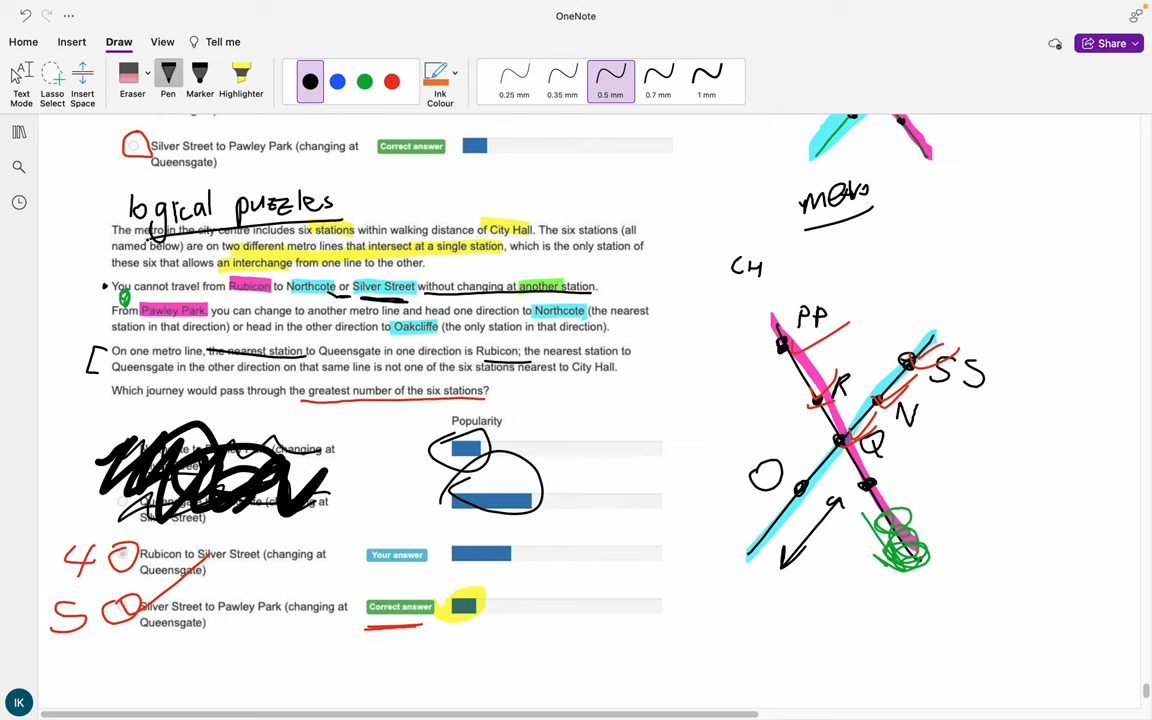 OneNote
Home Insert Draw View Tell me
Share
Text Mode
Lasso Select
Insert Space
Eraser
Pen
Marker
Highlighter
Ink Colour
0.25 mm
0.35 mm
0.5 mm
0.7 mm
1 mm
Silver Street to Pawley Park (changing at
Queensgate)
Correct answer
logical puzzles
The metro in the city centre includes six stations within walking distance of City Hall. The six stations (all
named below) are on two different metro lines that intersect at a single station, which is the only station of
these six that allows an interchange from one line to the other.
You cannot travel from Rubicon to Northcote or Silver Street without changing at another station.
From Pawley Park, you can change to another metro line and head one direction to Northcote (the nearest
station in that direction) or head in the other direction to Oakcliffe (the only station in that direction).
On one metro line, the nearest station to Queensgate in one direction is Rubicon; the nearest station to
Queensgate in the other direction on that same line is not one of the six stations nearest to City Hall.
Which journey would pass through the greatest number of the six stations?
Popularity
(changing at
(changing at
Silver Street)
4
Rubicon to Silver Street (changing at
Queensgate)
Your answer
5
Silver Street to Pawley Park (changing at
Queensgate)
Correct answer
metro
CH
PP
R
SS
N
Q
O
IK